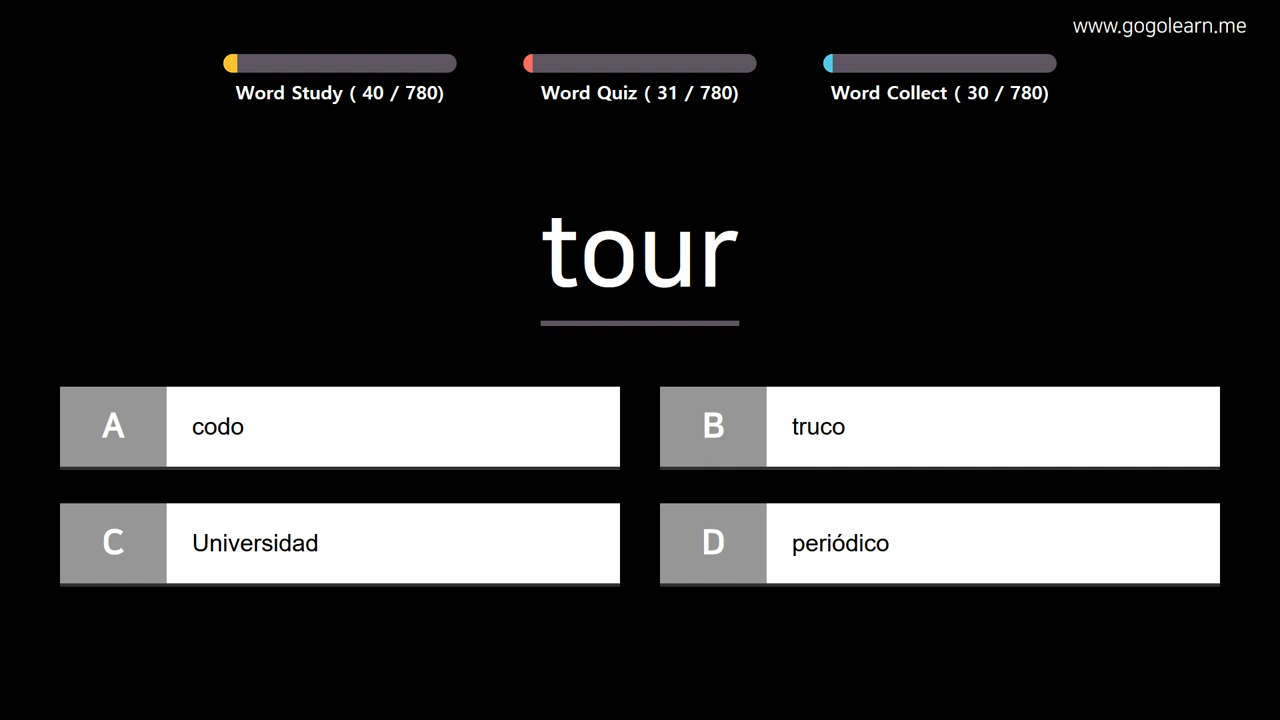 www.gogolearn.me
Word Study ( 40 / 780)
Word Quiz ( 31 / 780)
Word Collect ( 30 / 780)
tour
A codo
B truco
C Universidad
D periódico